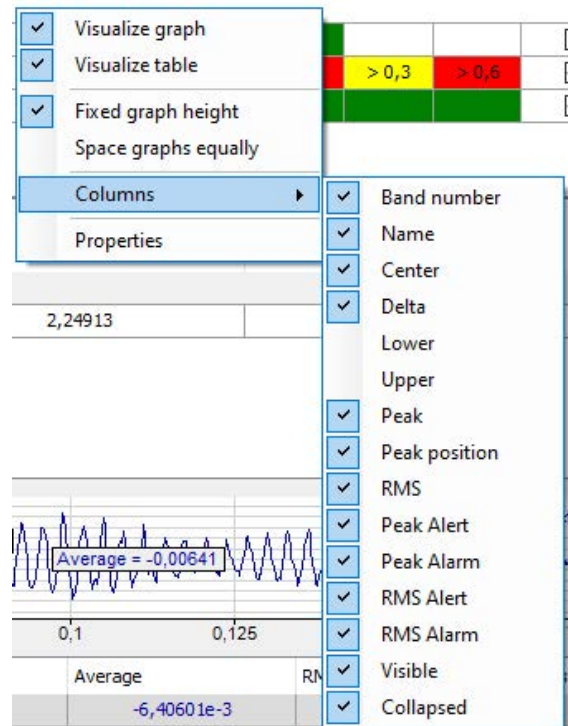 Visualize graph
Visualize table
> 0,3
> 0,6
Fixed graph height
Space graphs equally
Columns
Properties
Band number
Name
Center
Delta
Lower
Upper
Peak
Peak position
RMS
Peak Alert
Peak Alarm
RMS Alert
RMS Alarm
Visible
Collapsed
2,24913
Average = -0,00641
0,1
0,125
Average
-6,40601e-3